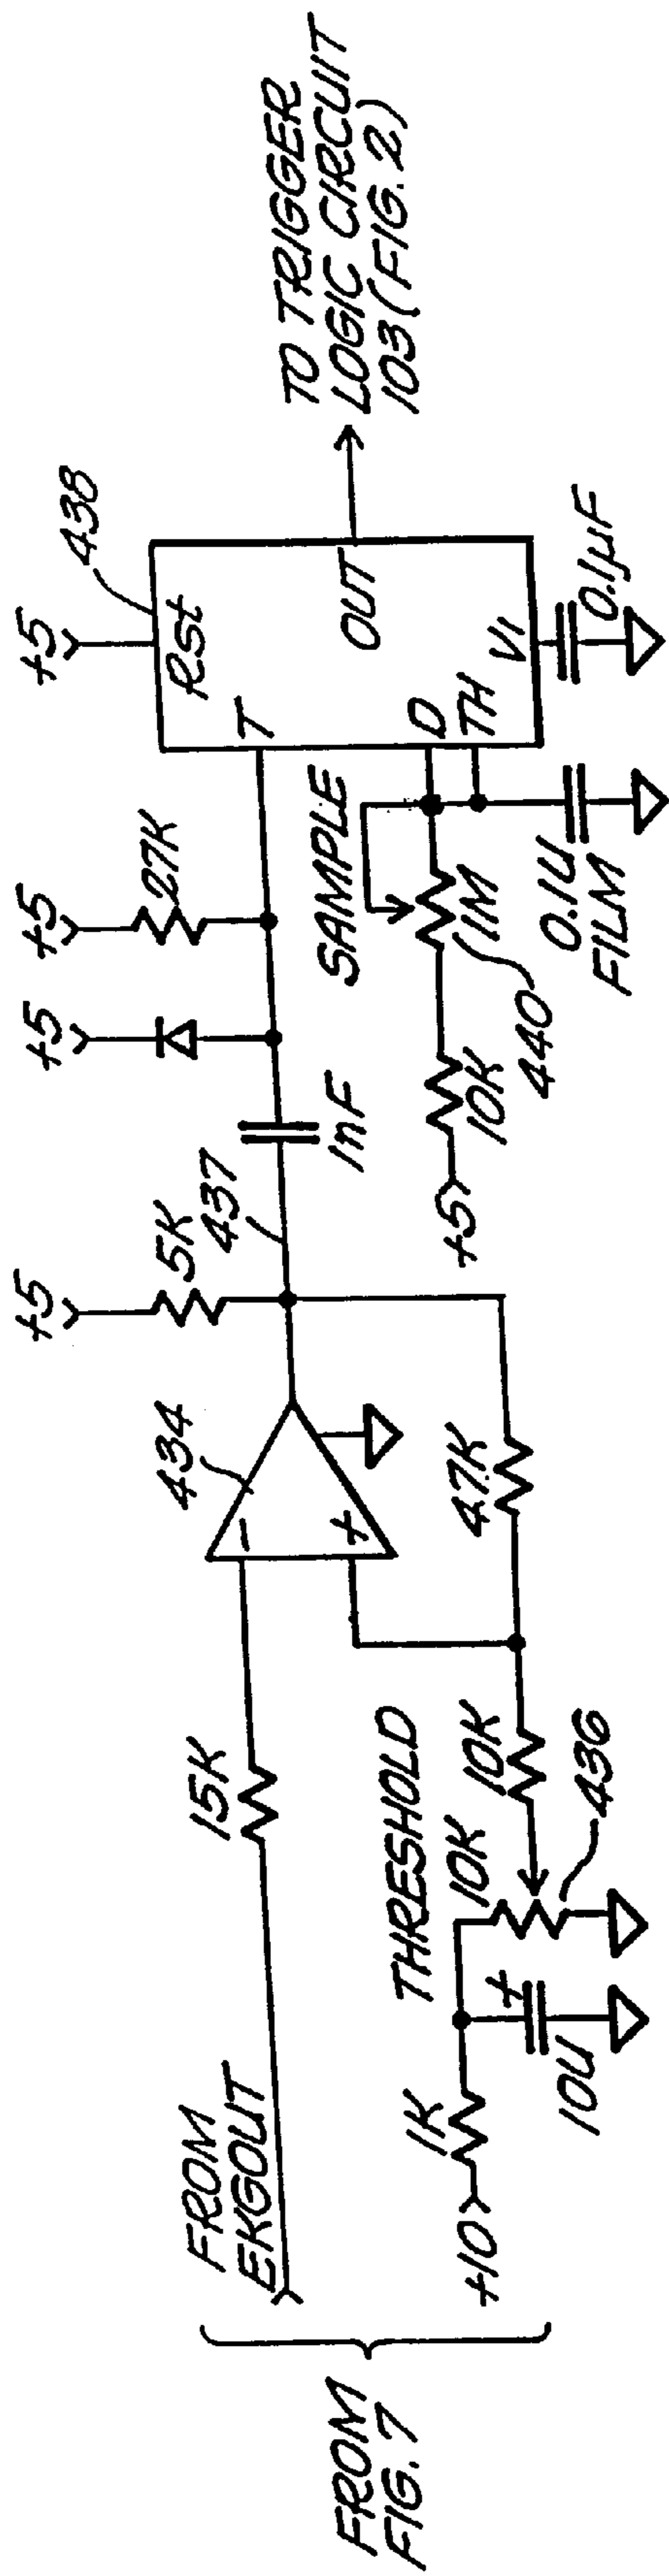 FROM
FIG. 7
FROM
EKGOUT
15K
+10
1K
10U
+
THRESHOLD
10K
10K
436
434
−
+
47K
+5
5K
437
1nF
+5
+5
27K
+5
10K
440
1M
SAMPLE
0.1U
FILM
+5
438
Rst
T
OUT
D
TH
V1
0.1µF
TO TRIGGER
LOGIC CIRCUIT
103 (FIG. 2)